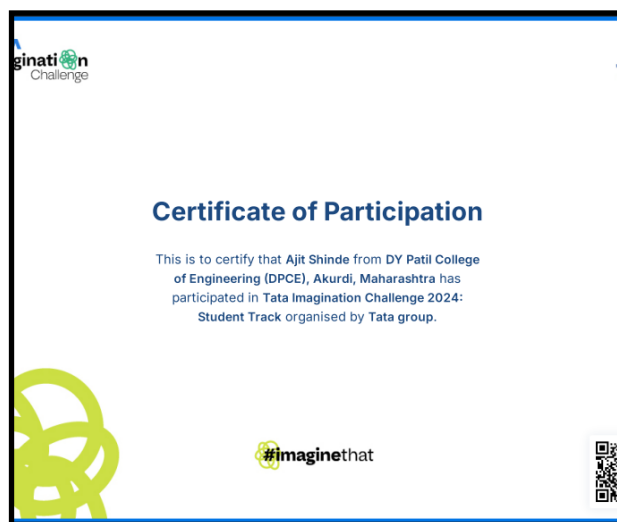 ginati n
Challenge
Certificate of Participation
This is to certify that Ajit Shinde from DY Patil College
of Engineering (DPCE), Akurdi, Maharashtra has
participated in Tata Imagination Challenge 2024:
Student Track organised by Tata group.
#imaginethat